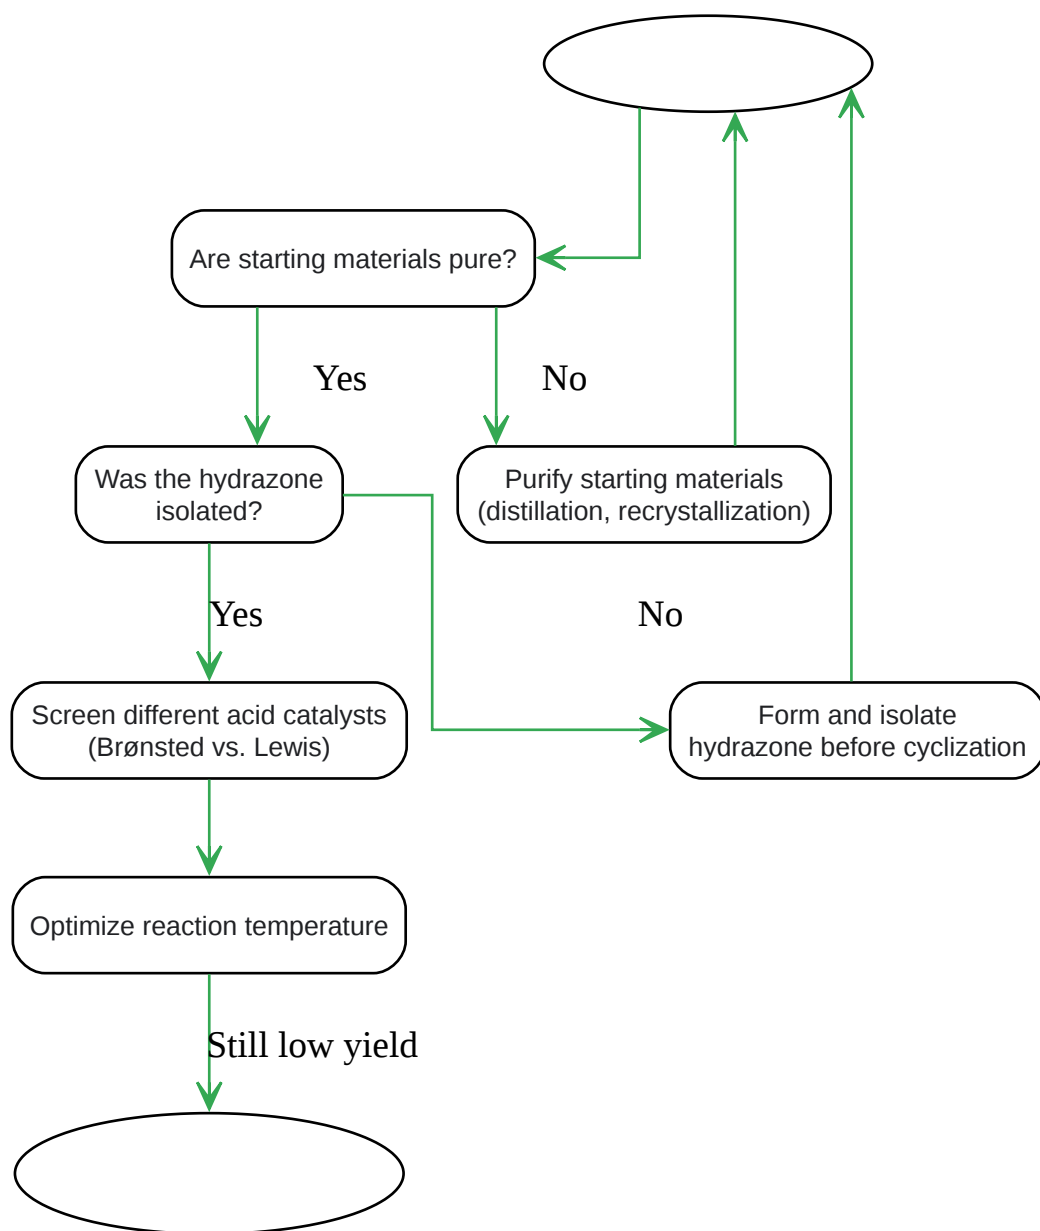 Are starting materials pure?
Yes
No
Was the hydrazone
isolated?
Purify starting materials
(distillation, recrystallization)
Yes
No
Screen different acid catalysts
(Brønsted vs. Lewis)
Form and isolate
hydrazone before cyclization
Optimize reaction temperature
Still low yield